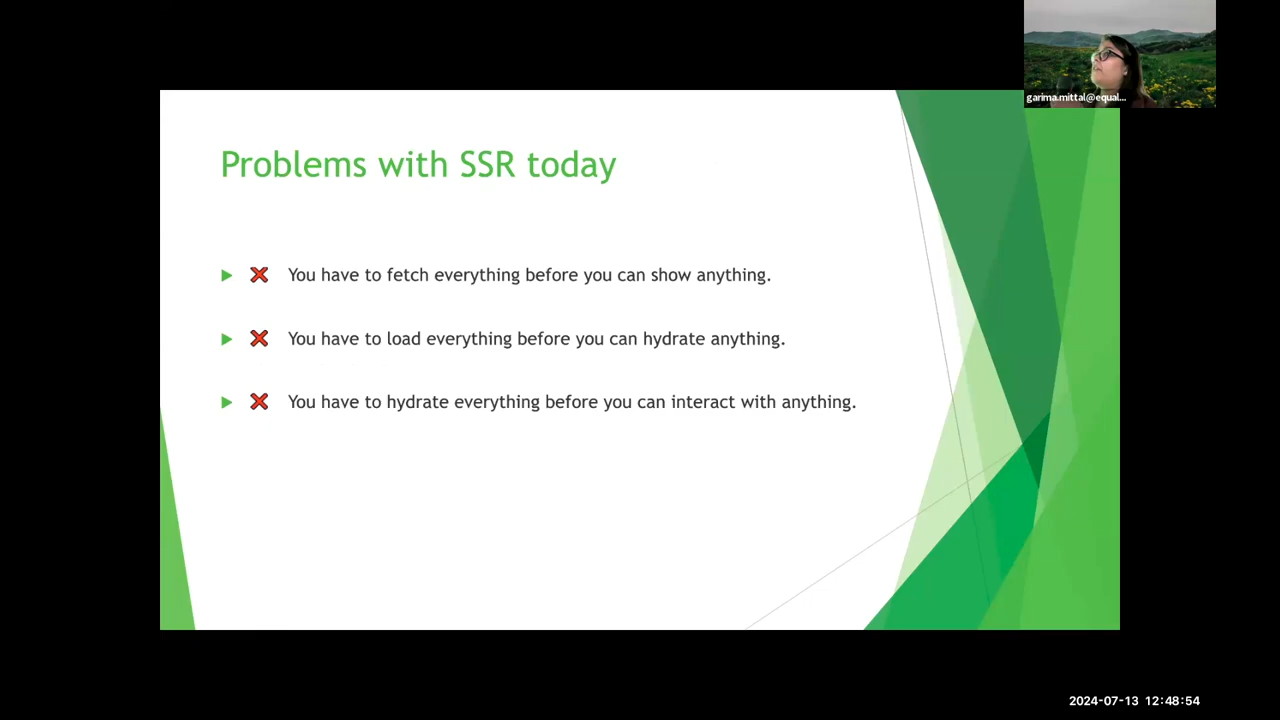 garima.mittal@equal...
Problems with SSR today
❌ You have to fetch everything before you can show anything.
❌ You have to load everything before you can hydrate anything.
❌ You have to hydrate everything before you can interact with anything.
2024-07-13 12:48:54